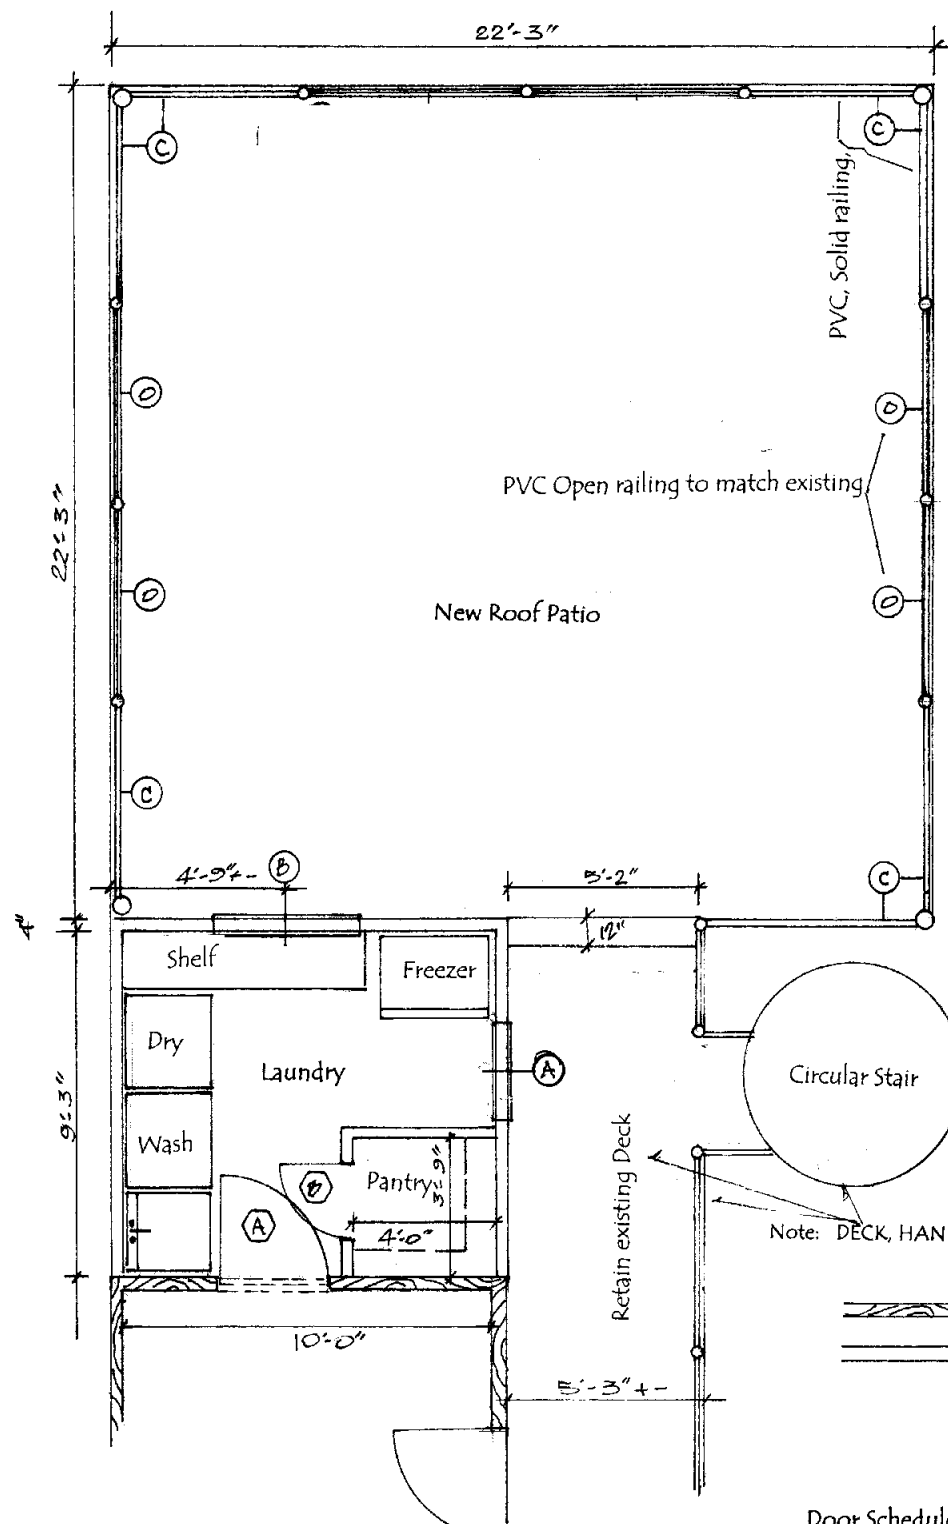 22'-3"
C
C
PVC, Solid railing,
O
O
PVC Open railing to match existing
22'-3"
O
O
New Roof Patio
C
4'-9"+-
B
5'-2"
C
4"
12"
Shelf
Freezer
Dry
Laundry
A
Circular Stair
9'-3"
Wash
Pantry
3'-9"
B
A
4'-0"
Retain existing Deck
Note: DECK, HAN
10'-0"
5'-3"+-
Door Schedule